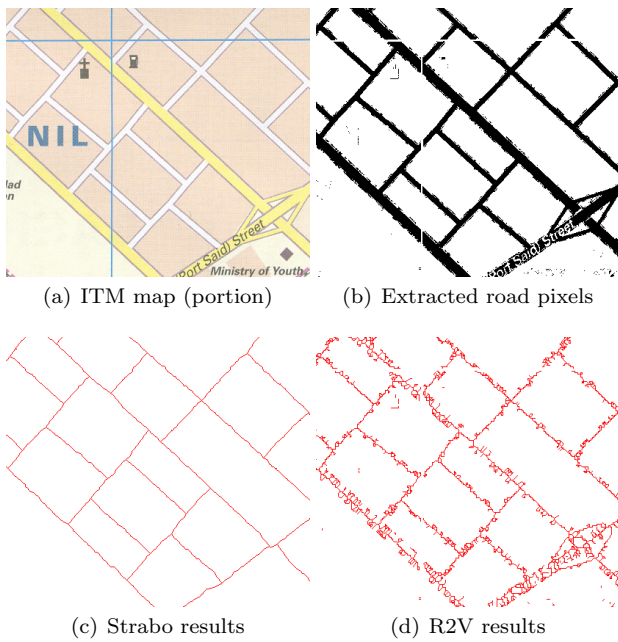 NIL
lad
on
(Port Said) Street
Ministry of Youth
(Port Said) Street
(a) ITM map (portion)
(b) Extracted road pixels
(c) Strabo results
(d) R2V results